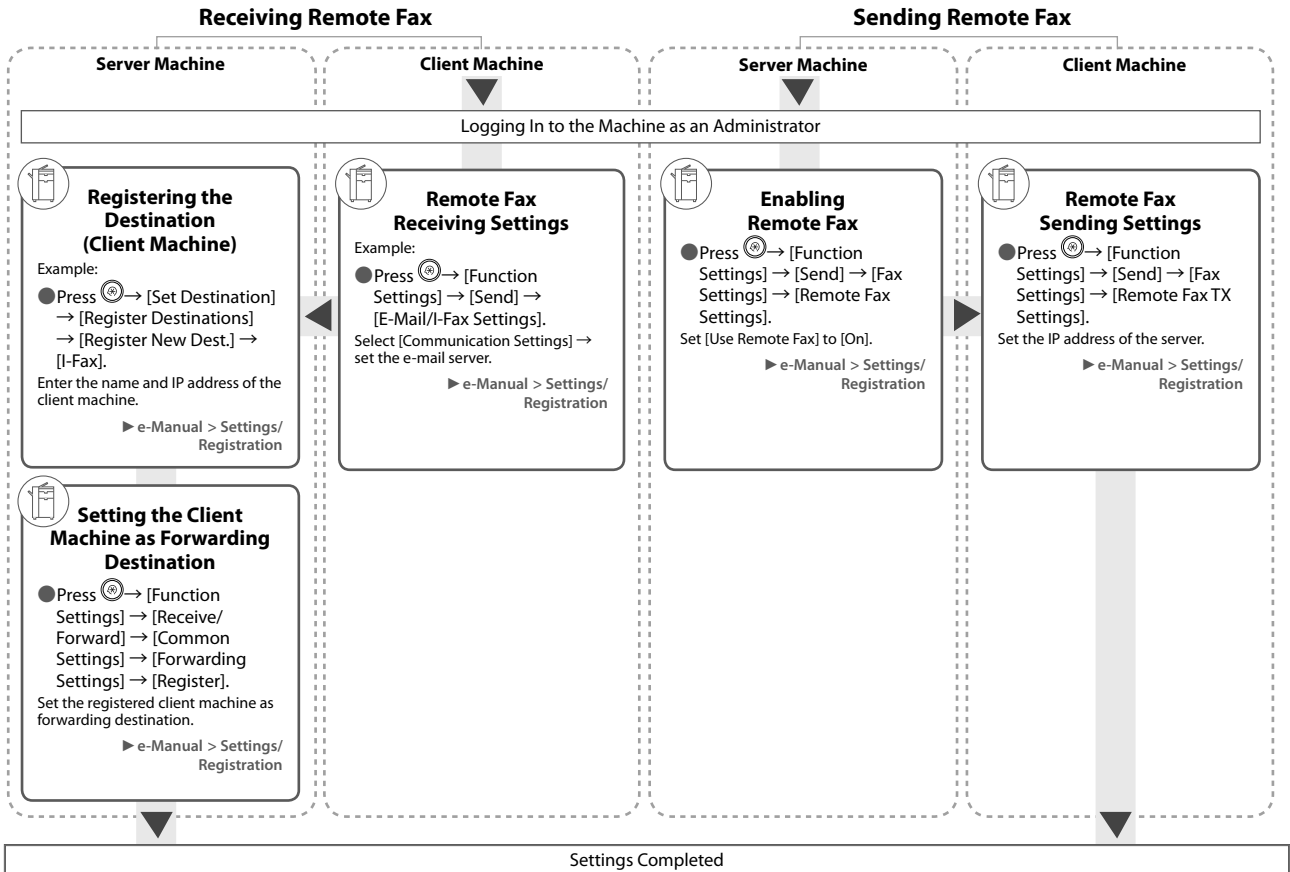 Receiving Remote Fax
Sending Remote Fax
Server Machine
Client Machine
Server Machine
Client Machine
Logging In to the Machine as an Administrator
Registering the
Destination
(Client Machine)
Example:
●Press → [Set Destination]
→ [Register Destinations]
→ [Register New Dest.] →
[I-Fax].
Enter the name and IP address of the
client machine.
► e-Manual > Settings/
Registration
Remote Fax
Receiving Settings
Example:
●Press → [Function
Settings] → [Send] →
[E-Mail/I-Fax Settings].
Select [Communication Settings] →
set the e-mail server.
► e-Manual > Settings/
Registration
Enabling
Remote Fax
●Press → [Function
Settings] → [Send] → [Fax
Settings] → [Remote Fax
Settings].
Set [Use Remote Fax] to [On].
► e-Manual > Settings/
Registration
Remote Fax
Sending Settings
●Press → [Function
Settings] → [Send] → [Fax
Settings] → [Remote Fax TX
Settings].
Set the IP address of the server.
► e-Manual > Settings/
Registration
Setting the Client
Machine as Forwarding
Destination
●Press → [Function
Settings] → [Receive/
Forward] → [Common
Settings] → [Forwarding
Settings] → [Register].
Set the registered client machine as
forwarding destination.
► e-Manual > Settings/
Registration
Settings Completed